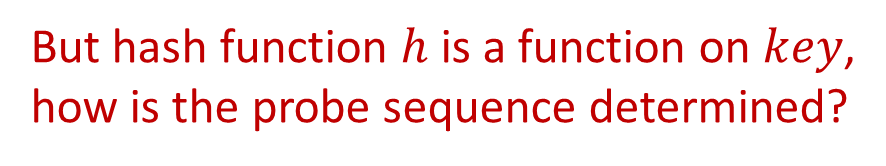 But hash function h is a function on key,
how is the probe sequence determined?